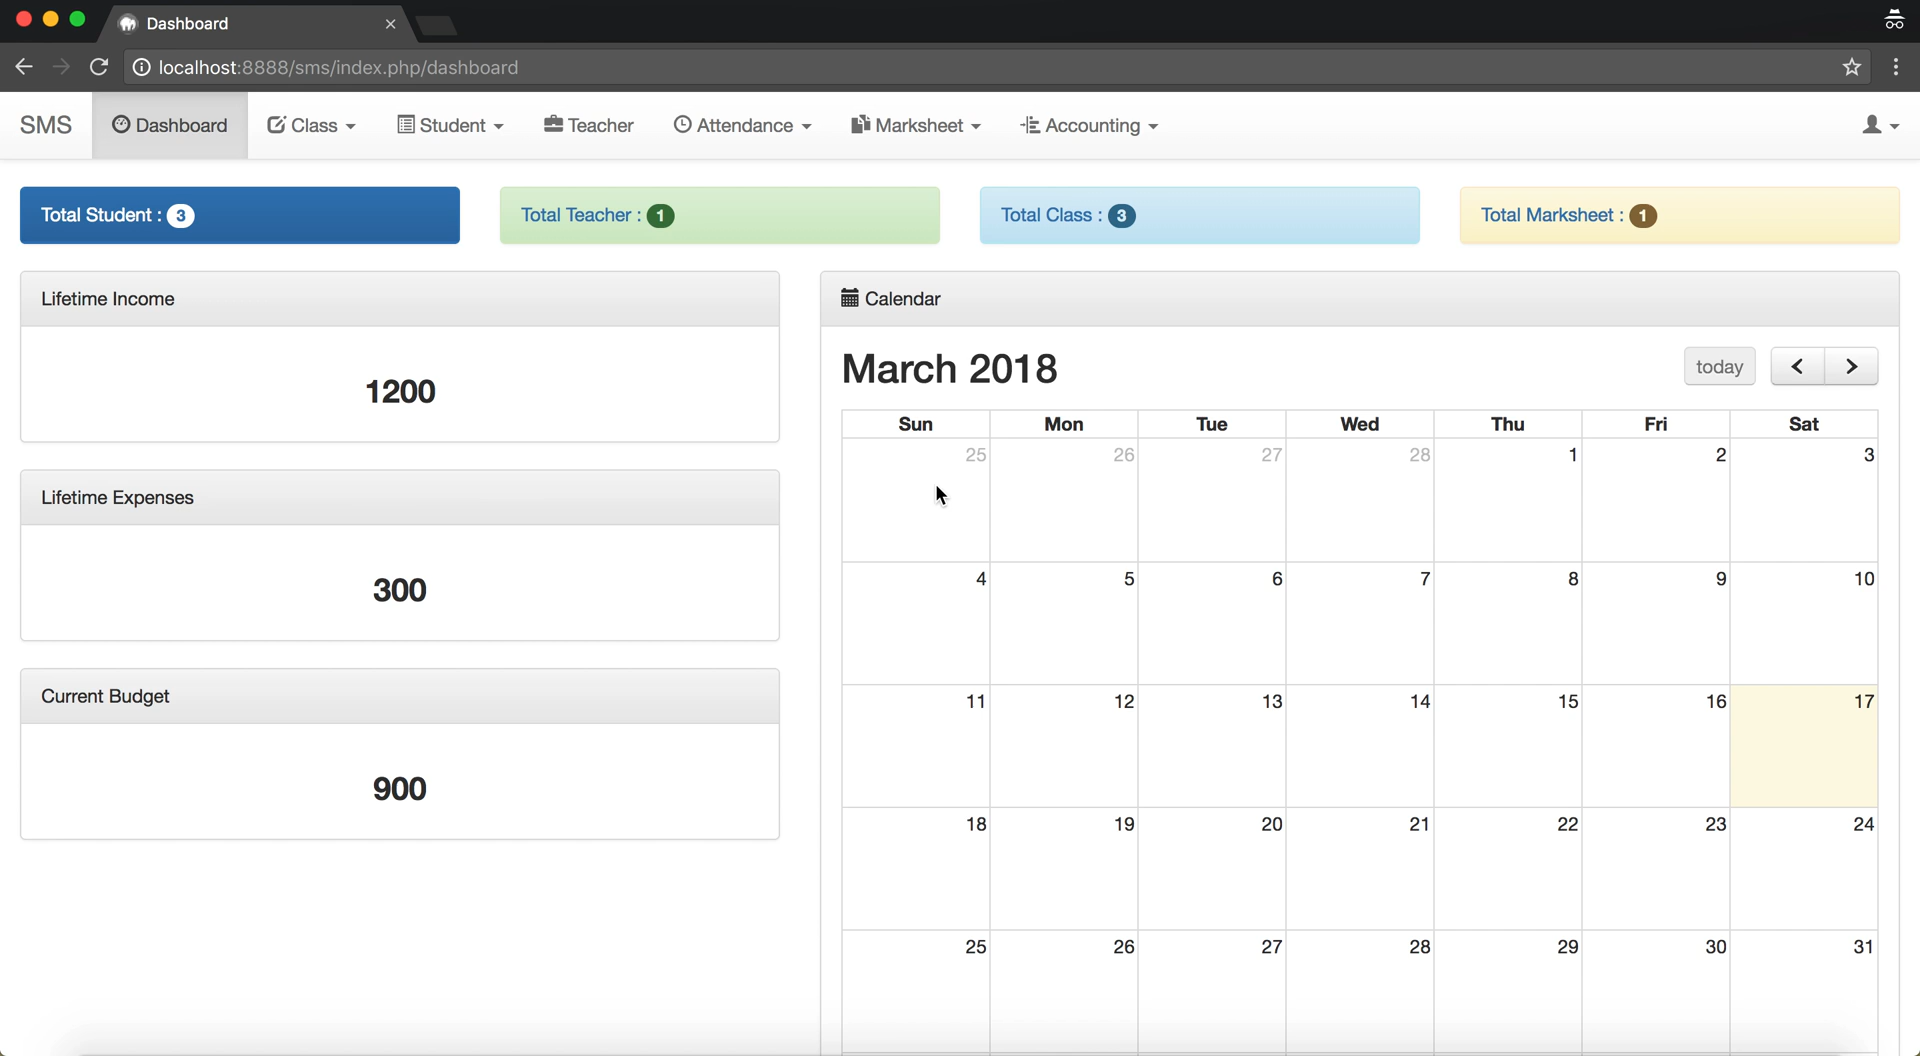 Dashboard
localhost:8888/sms/index.php/dashboard
SMS Dashboard Class Student Teacher Attendance Marksheet Accounting
Total Student : 3
Total Teacher : 1
Total Class : 3
Total Marksheet : 1
Lifetime Income
1200
Lifetime Expenses
300
Current Budget
900
Calendar
March 2018
today
Sun Mon Tue Wed Thu Fri Sat
25 26 27 28 1 2 3
4 5 6 7 8 9 10
11 12 13 14 15 16 17
18 19 20 21 22 23 24
25 26 27 28 29 30 31